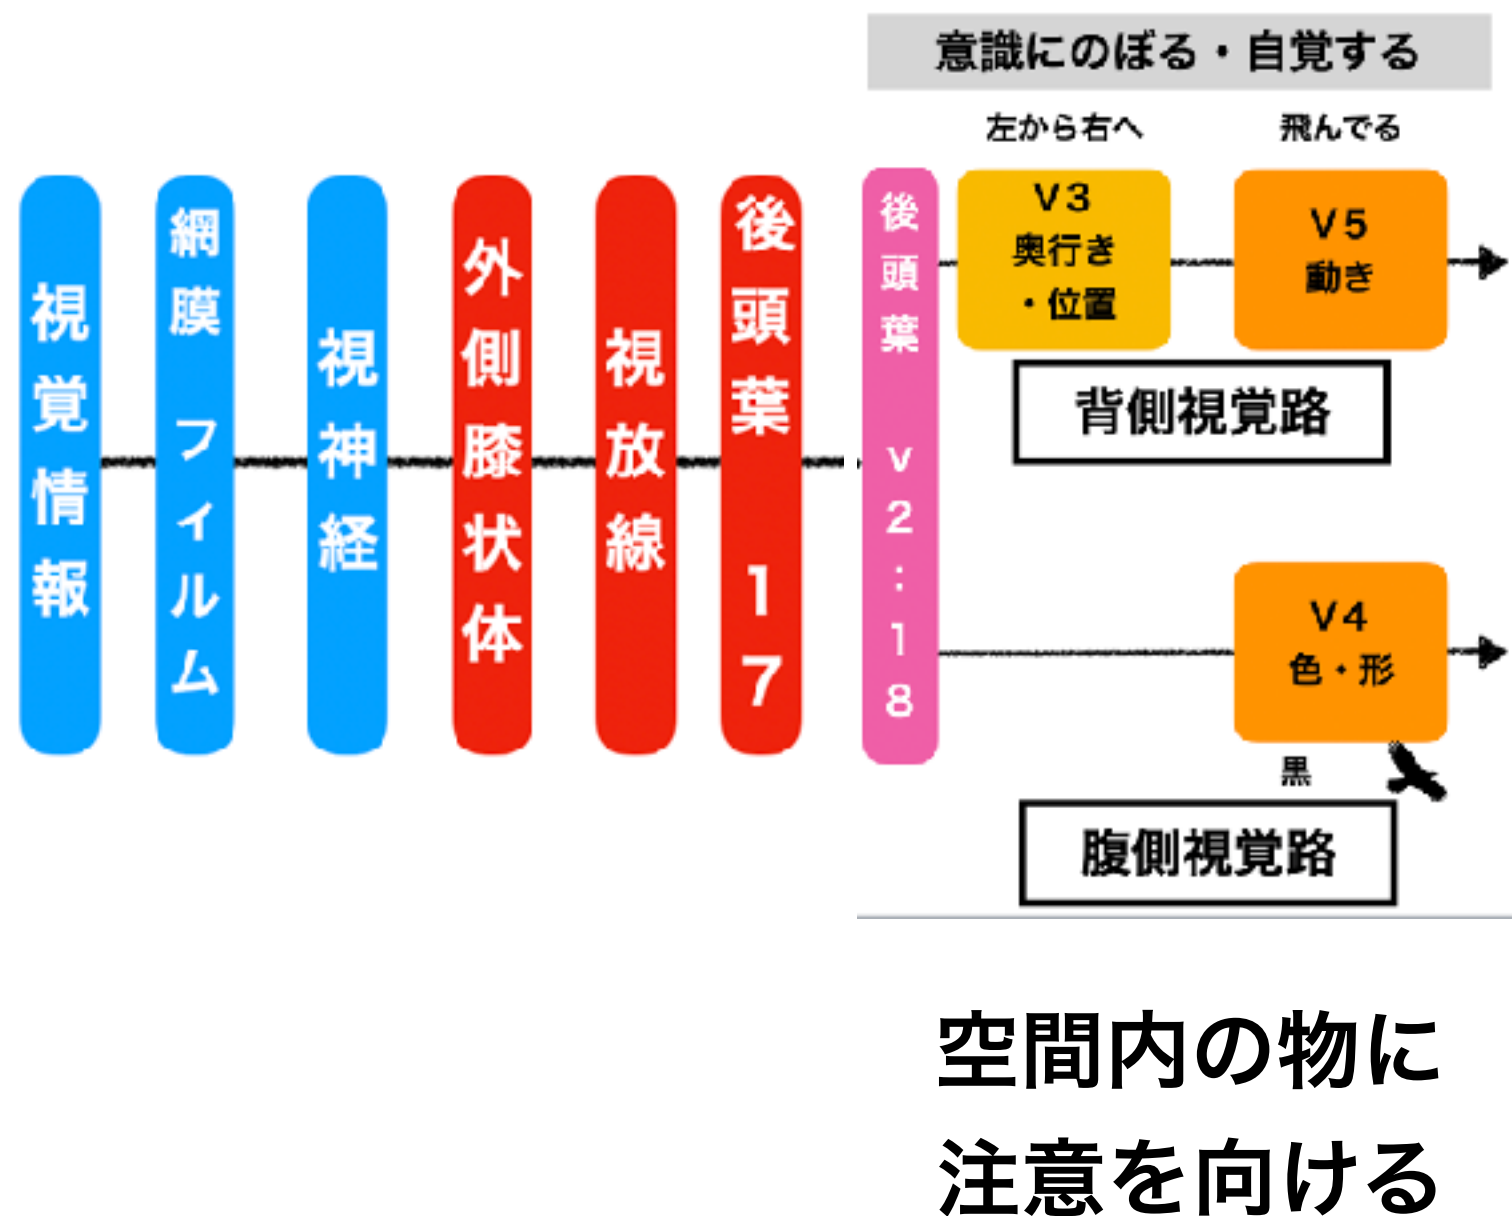 意識にのぼる・自覚する
左から右へ
飛んでる
視覚情報
網膜 フィルム
視神経
外側膝状体
視放線
後頭葉 17
後頭葉 v2:18
V3
奥行き
・位置
V5
動き
背側視覚路
V4
色・形
黒
腹側視覚路
空間内の物に
注意を向ける